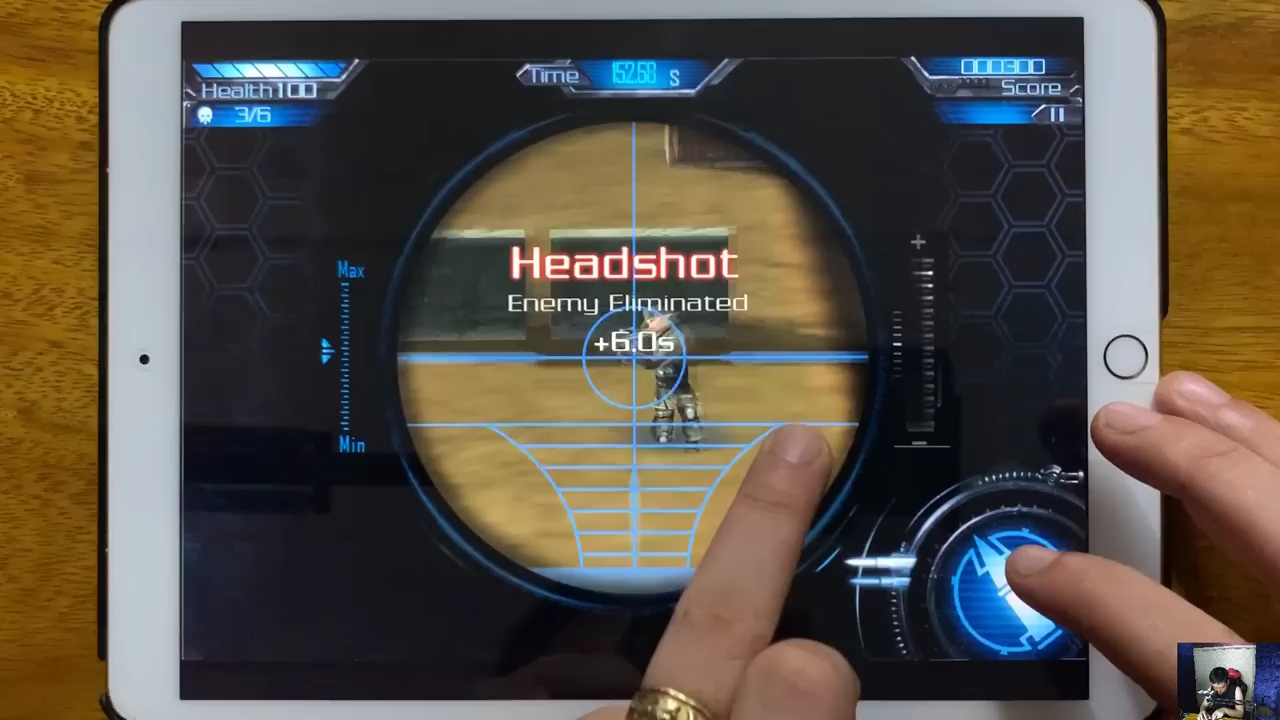 Time 152.68 s
Health100
000300
Score
3/6
Max
Min
Headshot
Enemy Eliminated
+6.0s